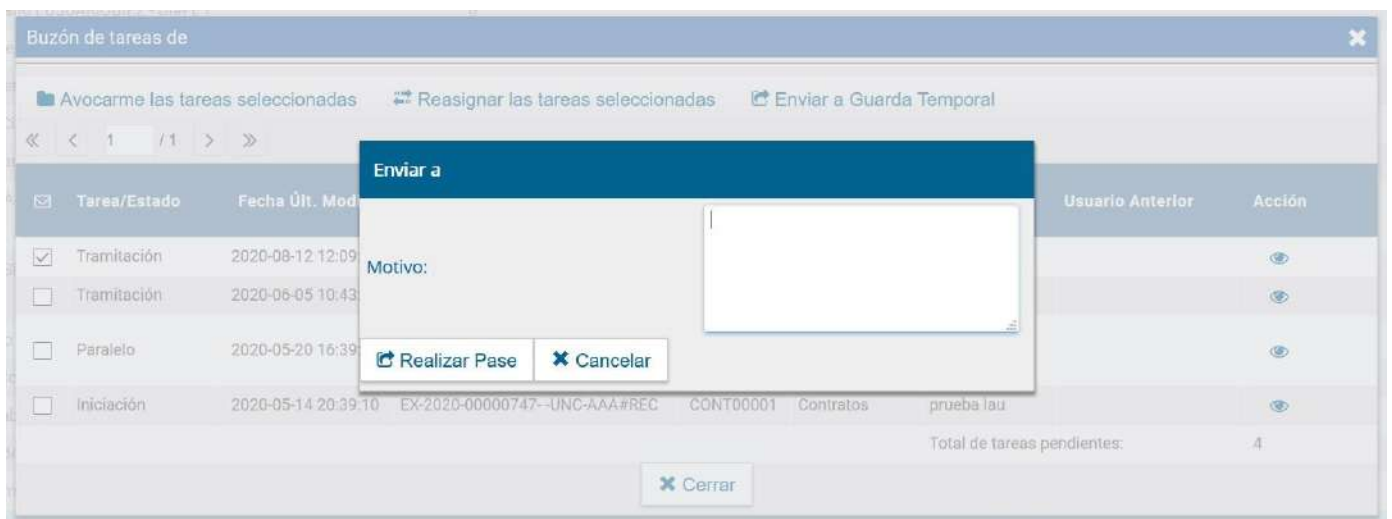 Buzón de tareas de
Avocarme las tareas seleccionadas Reasignar las tareas seleccionadas Enviar a Guarda Temporal
1 / 1
Enviar a
Tarea/Estado Fecha Últ. Mod Usuario Anterior Acción
Tramitación 2020-08-12 12:09
Motivo:
Tramitación 2020-06-05 10:43
Paralelo 2020-05-20 16:39
Realizar Pase Cancelar
Iniciación 2020-05-14 20:39:10 EX-2020-00000747--UNC-AAA#REC CONT00001 Contratos prueba lau
Total de tareas pendientes: 4
Cerrar